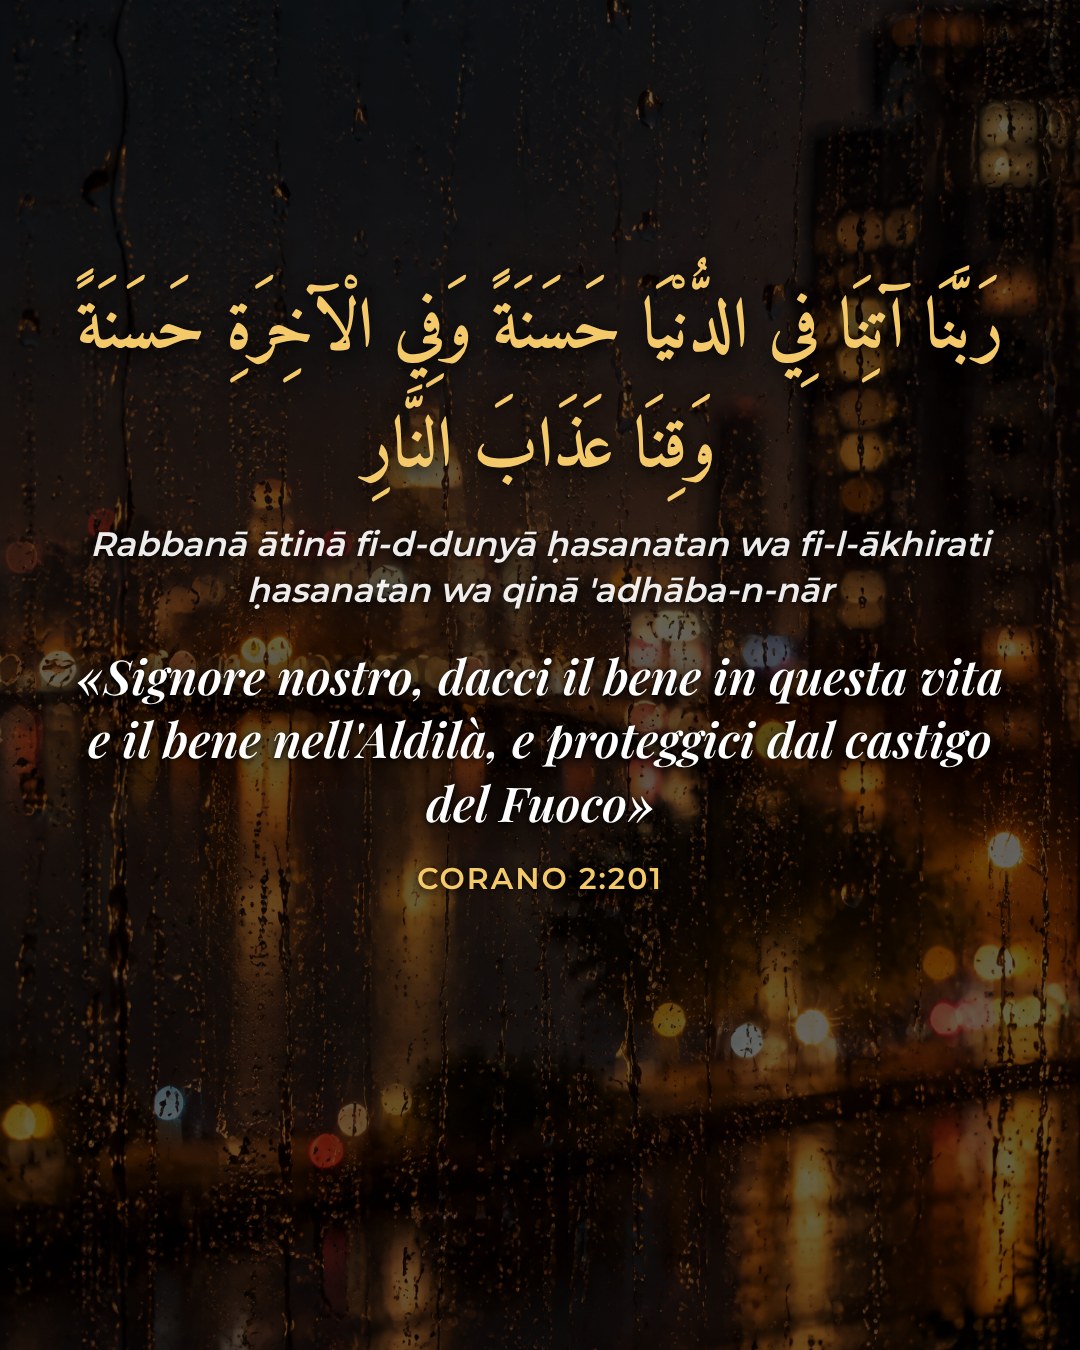 رَبَّنَا آتِنَا فِي الدُّنْيَا حَسَنَةً وَفِي الْآخِرَةِ حَسَنَةً
وَقِنَا عَذَابَ النَّارِ
Rabbanā ātinā fi-d-dunyā ḥasanatan wa fi-l-ākhirati
ḥasanatan wa qinā 'adhāba-n-nār
«Signore nostro, dacci il bene in questa vita
e il bene nell'Aldilà, e proteggici dal castigo
del Fuoco»
CORANO 2:201